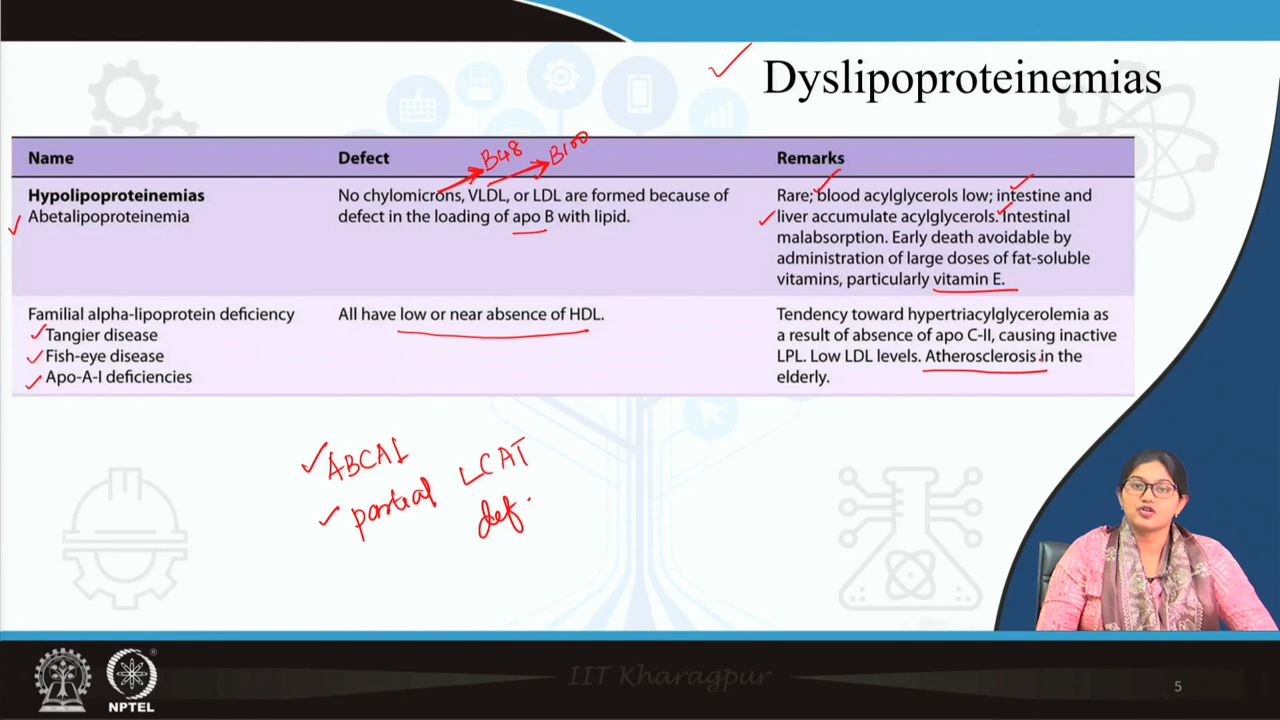 Dyslipoproteinemias
B48 B100
Name Defect Remarks
Hypolipoproteinemias
Abetalipoproteinemia
No chylomicrons, VLDL, or LDL are formed because of
defect in the loading of apo B with lipid.
Rare; blood acylglycerols low; intestine and
liver accumulate acylglycerols. Intestinal
malabsorption. Early death avoidable by
administration of large doses of fat-soluble
vitamins, particularly vitamin E.
Familial alpha-lipoprotein deficiency
Tangier disease
Fish-eye disease
Apo-A-I deficiencies
All have low or near absence of HDL.
Tendency toward hypertriacylglycerolemia as
a result of absence of apo C-II, causing inactive
LPL. Low LDL levels. Atherosclerosis in the
elderly.
ABCA1
partial LCAT
def.
IIT Kharagpur
5
NPTEL